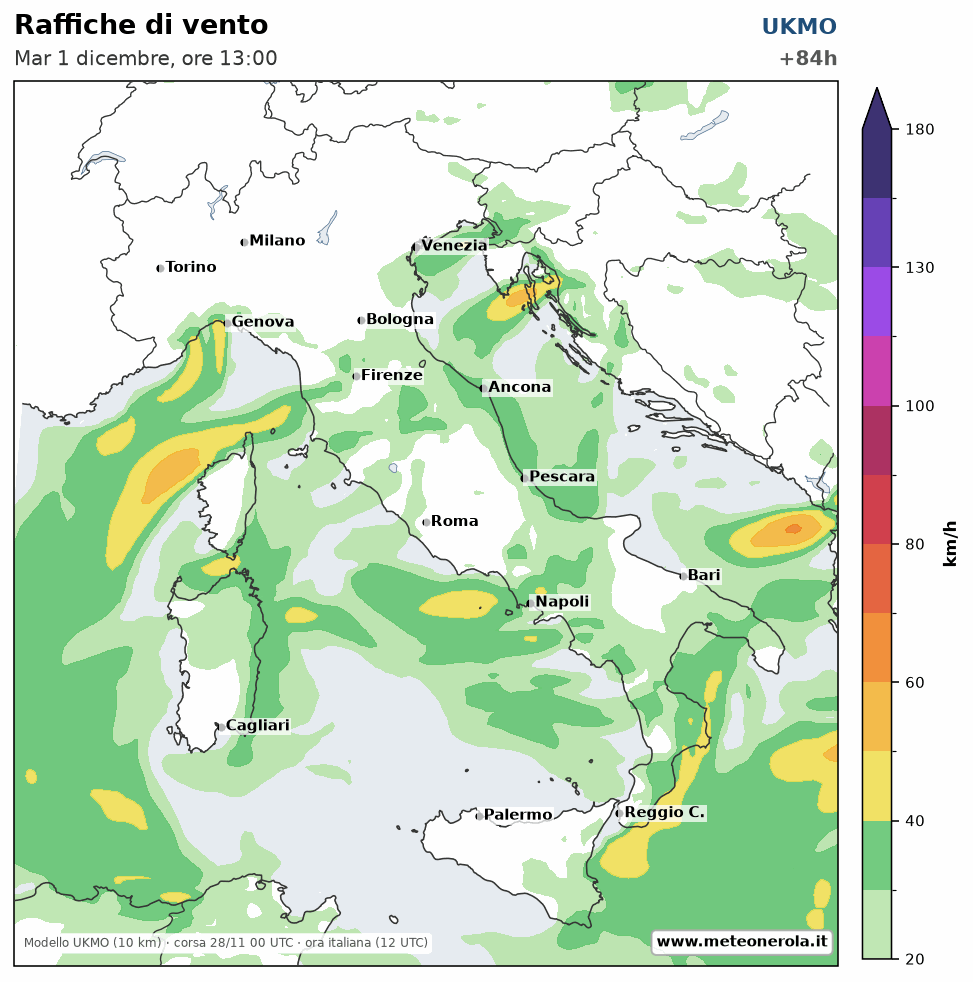 Raffiche di vento
UKMO
Mar 1 dicembre, ore 13:00
+84h
180
Milano
Venezia
Torino
130
Genova
Bologna
Firenze
Ancona
100
Pescara
Roma
80
km/h
Bari
Napoli
60
Cagliari
Palermo
Reggio C.
40
Modello UKMO (10 km) · corsa 28/11 00 UTC · ora italiana (12 UTC)
www.meteonerola.it
20